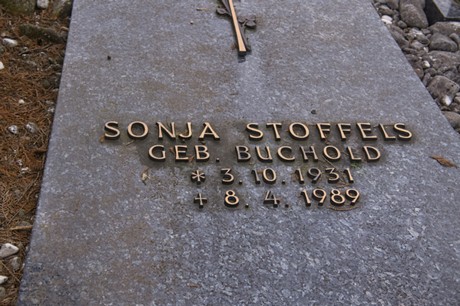 SONJA STOFFELS
GEB. BUCHOLD
* 3. 10. 1931
+ 8. 4. 1989